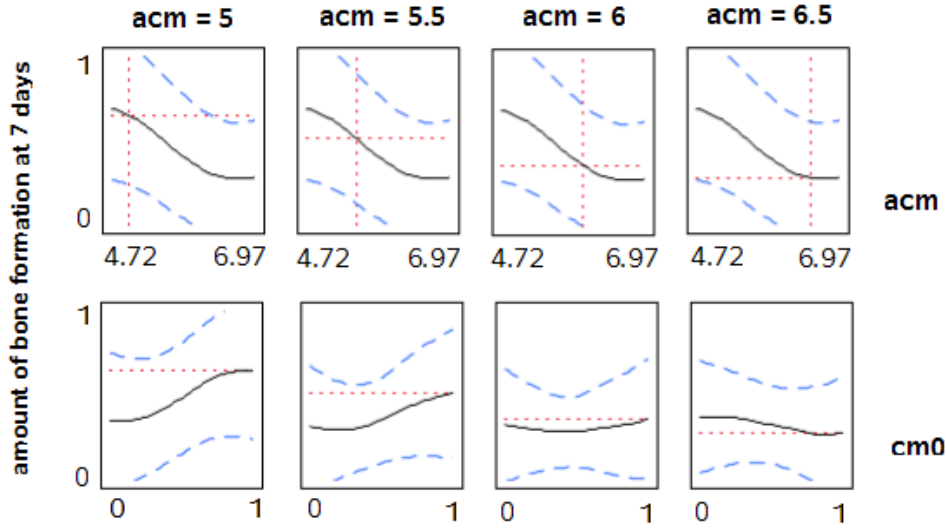 acm = 5 acm = 5.5 acm = 6 acm = 6.5
amount of bone formation at 7 days
1
0
acm
4.72 6.97 4.72 6.97 4.72 6.97 4.72 6.97
1
0
cm0
0 1 0 1 0 1 0 1